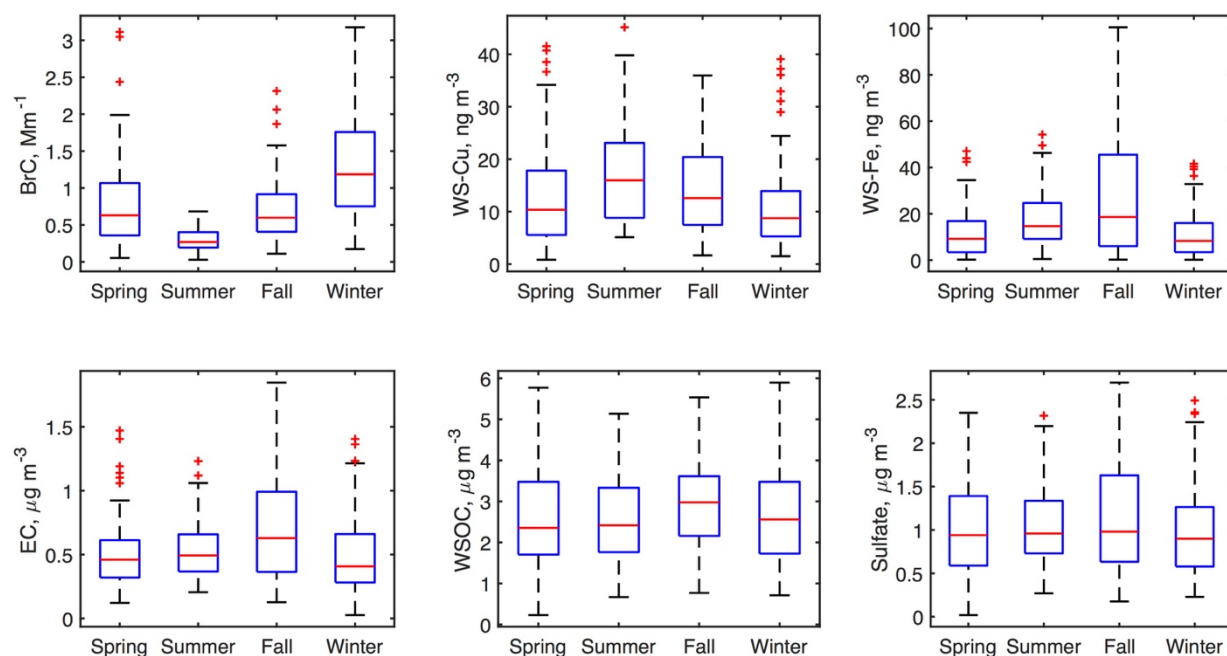 BrC, Mm⁻¹
3
2.5
2
1.5
1
0.5
0
Spring Summer Fall Winter
WS-Cu, ng m⁻³
40
30
20
10
0
Spring Summer Fall Winter
WS-Fe, ng m⁻³
100
80
60
40
20
0
Spring Summer Fall Winter
EC, μg m⁻³
1.5
1
0.5
0
Spring Summer Fall Winter
WSOC, μg m⁻³
6
5
4
3
2
1
0
Spring Summer Fall Winter
Sulfate, μg m⁻³
2.5
2
1.5
1
0.5
0
Spring Summer Fall Winter